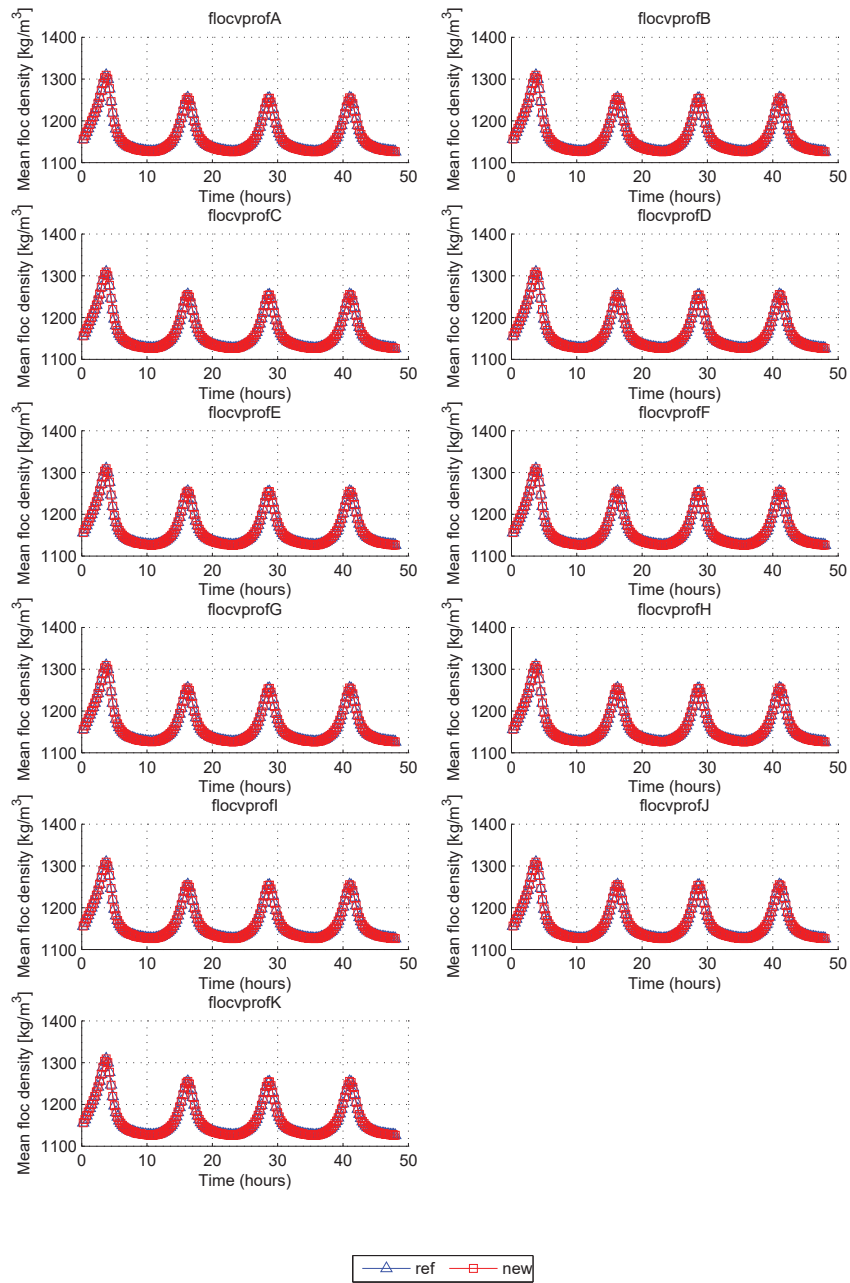 flocvprofA
Mean floc density [kg/m³]
1400
1300
1200
1100
0 10 20 30 40 50
Time (hours)
flocvprofB
Mean floc density [kg/m³]
1400
1300
1200
1100
0 10 20 30 40 50
Time (hours)
flocvprofC
Mean floc density [kg/m³]
1400
1300
1200
1100
0 10 20 30 40 50
Time (hours)
flocvprofD
Mean floc density [kg/m³]
1400
1300
1200
1100
0 10 20 30 40 50
Time (hours)
flocvprofE
Mean floc density [kg/m³]
1400
1300
1200
1100
0 10 20 30 40 50
Time (hours)
flocvprofF
Mean floc density [kg/m³]
1400
1300
1200
1100
0 10 20 30 40 50
Time (hours)
flocvprofG
Mean floc density [kg/m³]
1400
1300
1200
1100
0 10 20 30 40 50
Time (hours)
flocvprofH
Mean floc density [kg/m³]
1400
1300
1200
1100
0 10 20 30 40 50
Time (hours)
flocvprofI
Mean floc density [kg/m³]
1400
1300
1200
1100
0 10 20 30 40 50
Time (hours)
flocvprofJ
Mean floc density [kg/m³]
1400
1300
1200
1100
0 10 20 30 40 50
Time (hours)
flocvprofK
Mean floc density [kg/m³]
1400
1300
1200
1100
0 10 20 30 40 50
Time (hours)
ref new